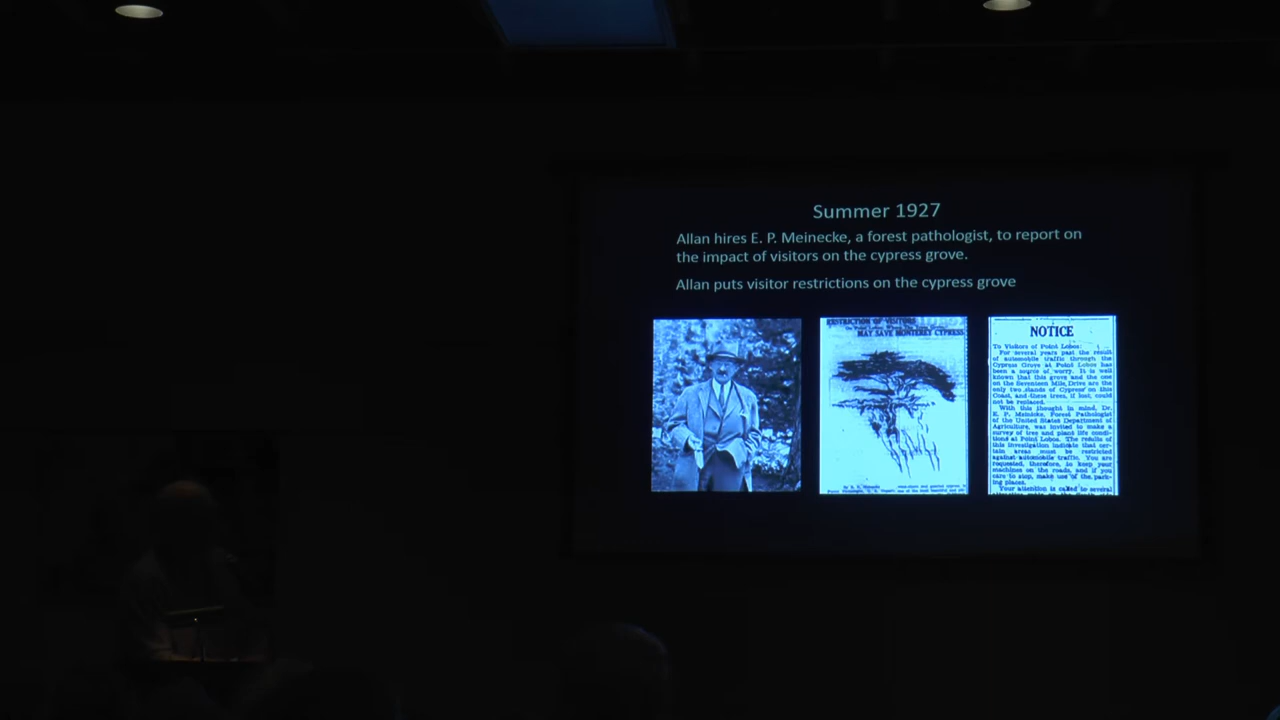 Summer 1927
Allan hires E. P. Meinecke, a forest pathologist, to report on
the impact of visitors on the cypress grove.
Allan puts visitor restrictions on the cypress grove
RESTRICTION OF VISITORS
MAY SAVE MONTEREY CYPRESS
NOTICE
To Visitors of Point Lobos:
For several years past the result
of automobile traffic through the
Cypress Grove at Point Lobos has
been a source of worry. It is well
known that this grove and the one
on the Seventeen Mile Drive are the
only two stands of Cypress on this
Coast, and these trees, if lost, could
not be replaced.
With this thought in mind, Dr.
E. P. Meinecke, Forest Pathologist
of the United States Department of
Agriculture, was invited to make a
survey of tree and plant life condi-
tions at Point Lobos. The results of
this investigation indicate that cer-
tain areas must be restricted
against automobile traffic. You are
requested, therefore, to keep your
machines on the roads, and if you
care to stop, make use of the park-
ing places.
Your attention is called to several